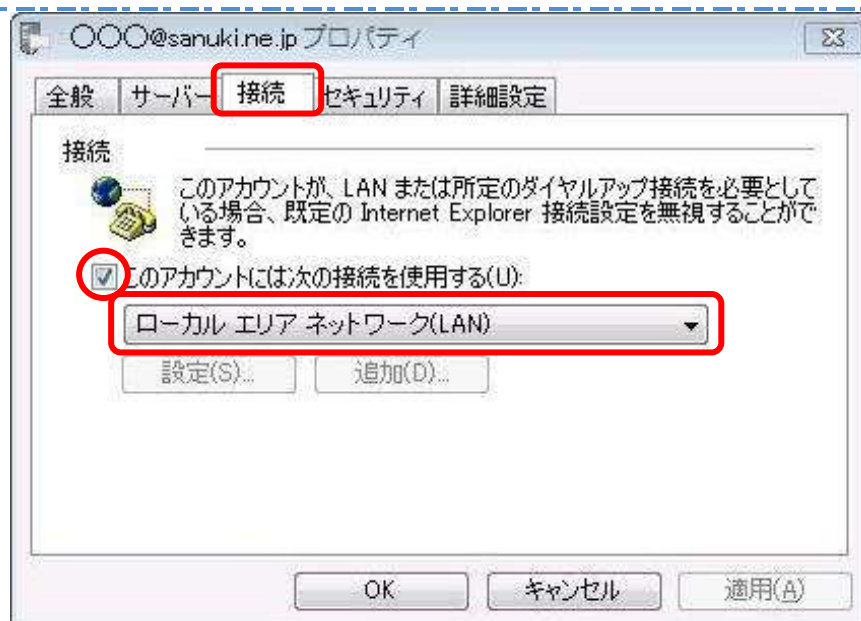 〇〇〇@sanuki.ne.jp プロパティ
全般 サーバー 接続 セキュリティ 詳細設定
接続
このアカウントが、LAN または所定のダイヤルアップ接続を必要として
いる場合、既定の Internet Explorer 接続設定を無視することがで
きます。
このアカウントには次の接続を使用する(U):
ローカル エリア ネットワーク(LAN)
設定(S)... 追加(D)...
OK キャンセル 適用(A)